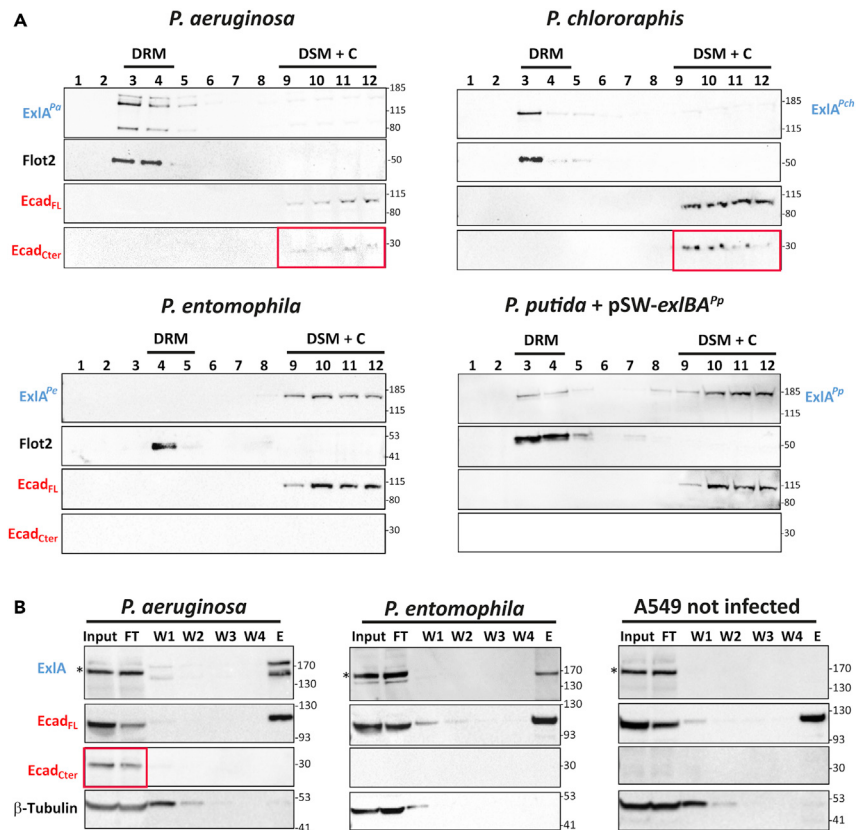 A
P. aeruginosa
DRM DSM + C
1 2 3 4 5 6 7 8 9 10 11 12
ExlA^Pa -185 -115 -80
Flot2 -50
Ecad_FL -115 -80
Ecad_Cter -30
P. chlororaphis
DRM DSM + C
1 2 3 4 5 6 7 8 9 10 11 12
-185 -115 ExlA^Pch
-50
-115 -80
-30
P. entomophila
DRM DSM + C
1 2 3 4 5 6 7 8 9 10 11 12
ExlA^Pe -185 -115
Flot2 -53 -41
Ecad_FL -115 -80
Ecad_Cter -30
P. putida + pSW-exlBA^Pp
DRM DSM + C
1 2 3 4 5 6 7 8 9 10 11 12
-185 -115 ExlA^Pp
-50
-115 -80
-30
B
P. aeruginosa
Input FT W1 W2 W3 W4 E
ExlA * -170 -130
Ecad_FL -130 -93
Ecad_Cter -30
β-Tubulin -53 -41
P. entomophila
Input FT W1 W2 W3 W4 E
* -170 -130
-130 -93
-30
-53 -41
A549 not infected
Input FT W1 W2 W3 W4 E
* -170 -130
-130 -93
-30
-53 -41